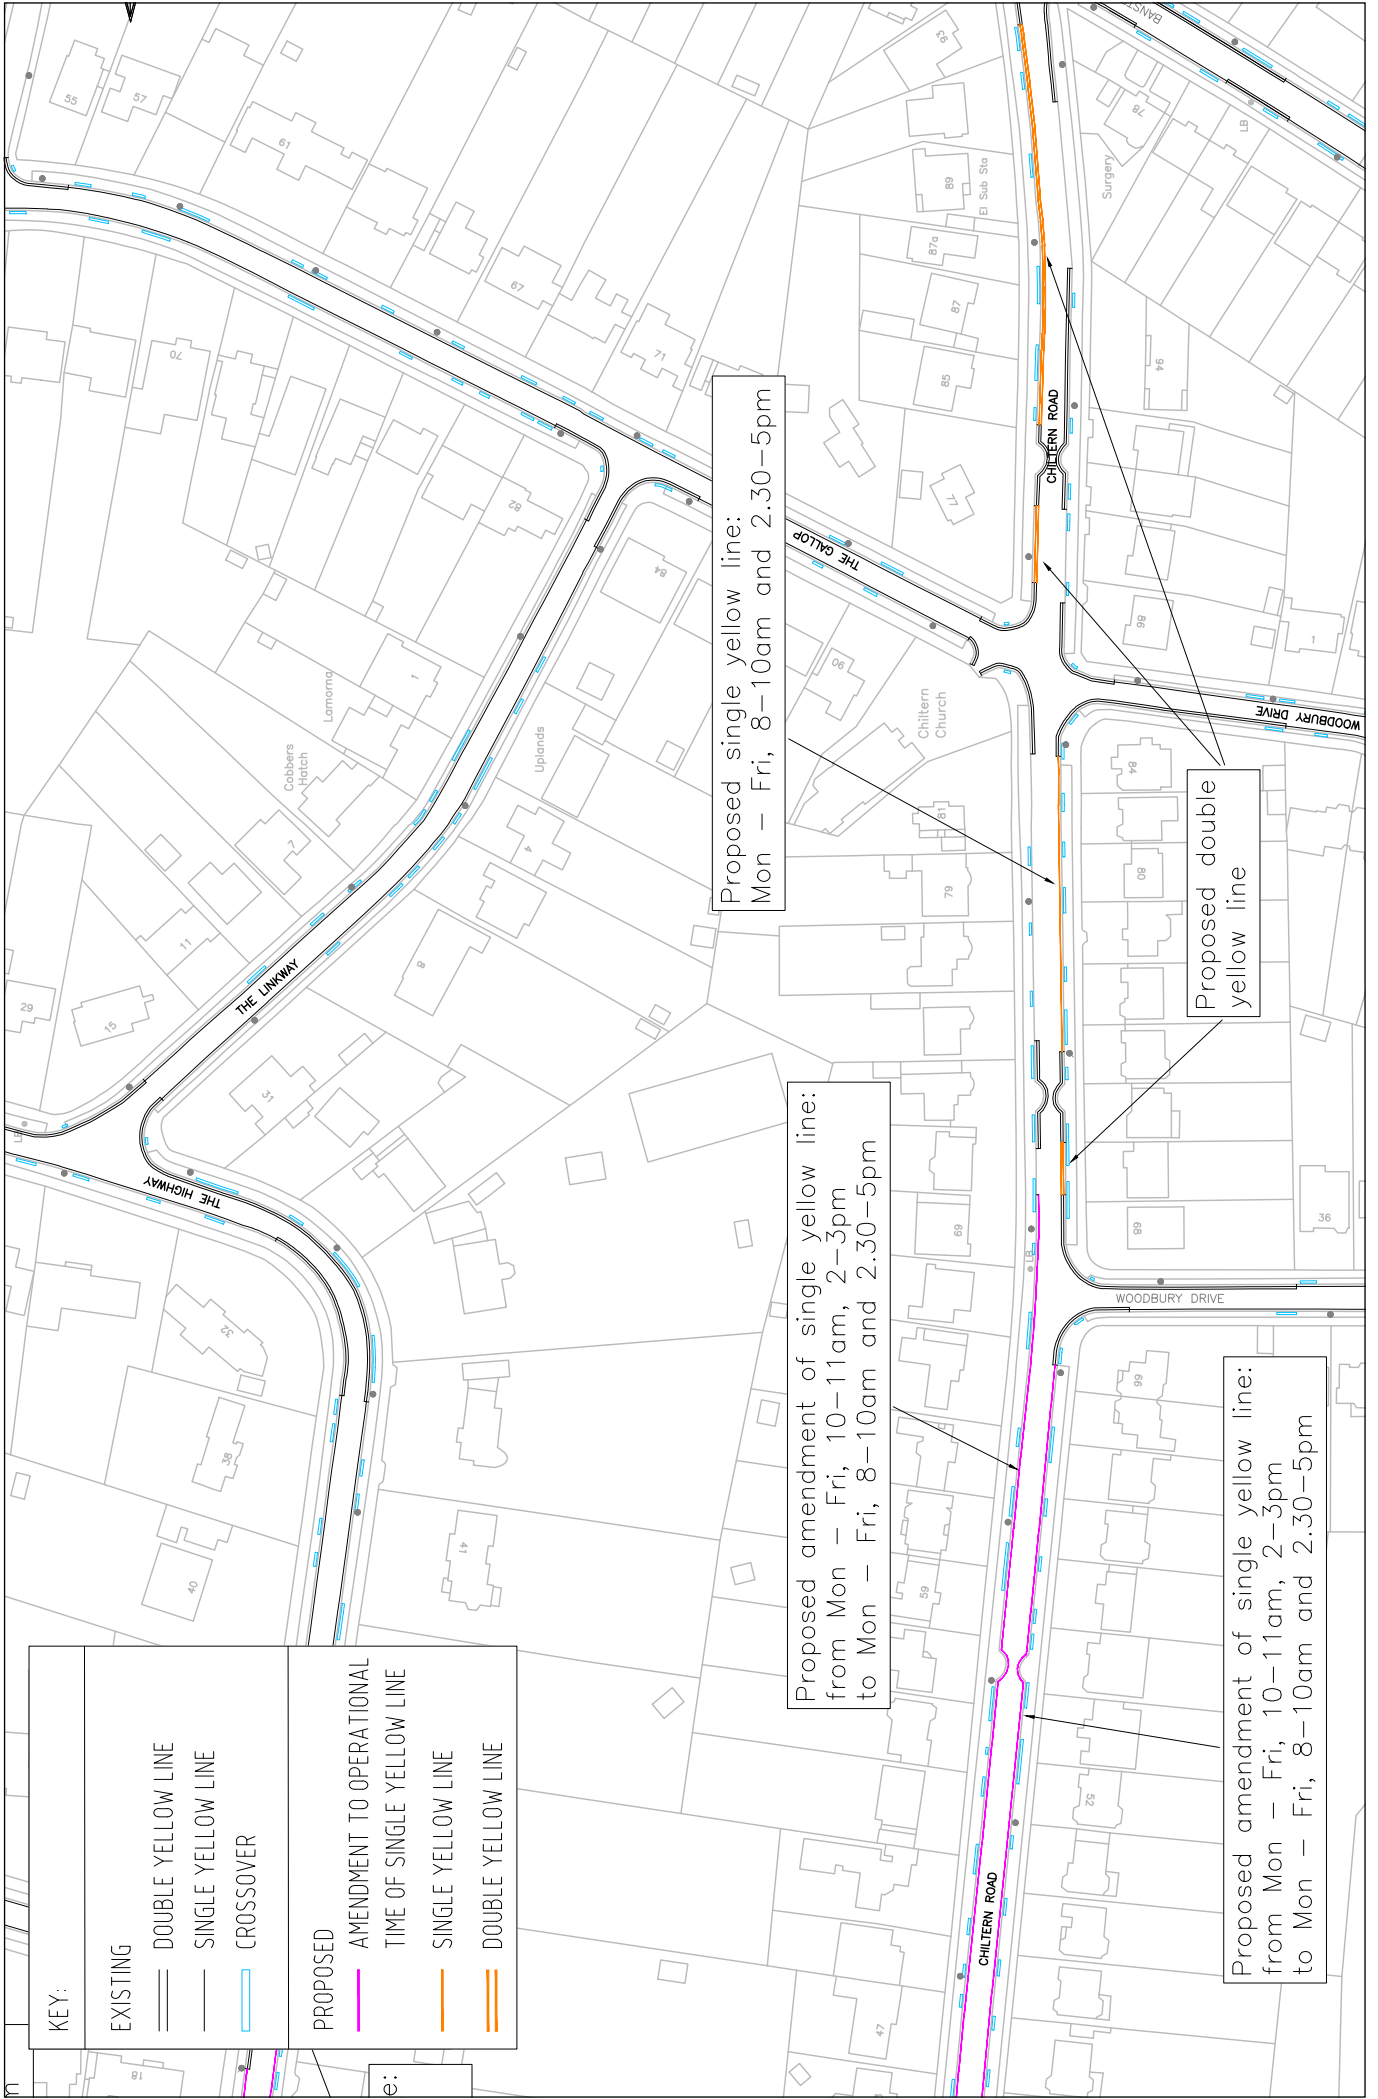 KEY:
EXISTING
DOUBLE YELLOW LINE
SINGLE YELLOW LINE
CROSSOVER
PROPOSED
AMENDMENT TO OPERATIONAL
TIME OF SINGLE YELLOW LINE
SINGLE YELLOW LINE
DOUBLE YELLOW LINE
Proposed single yellow line:
Mon – Fri, 8–10am and 2.30–5pm
Proposed amendment of single yellow line:
from Mon – Fri, 10–11am, 2–3pm
to Mon – Fri, 8–10am and 2.30–5pm
Proposed double
yellow line
Proposed amendment of single yellow line:
from Mon – Fri, 10–11am, 2–3pm
to Mon – Fri, 8–10am and 2.30–5pm
e:
m
THE HIGHWAY
THE LINKWAY
THE GALLOP
CHILTERN ROAD
CHILTERN ROAD
WOODBURY DRIVE
WOODBURY DRIVE
BANST
Cobbers
Hatch
Lamorna
Uplands
Chiltern
Church
El Sub Sta
Surgery
LB
LB
LB
55
57
61
67
71
70
82
84
1
7
11
15
29
31
4
8
32
38
40
41
18
47
52
59
66
69
68
36
79
81
80
84
90
77
85
87
87a
89
93
78
94
86
1